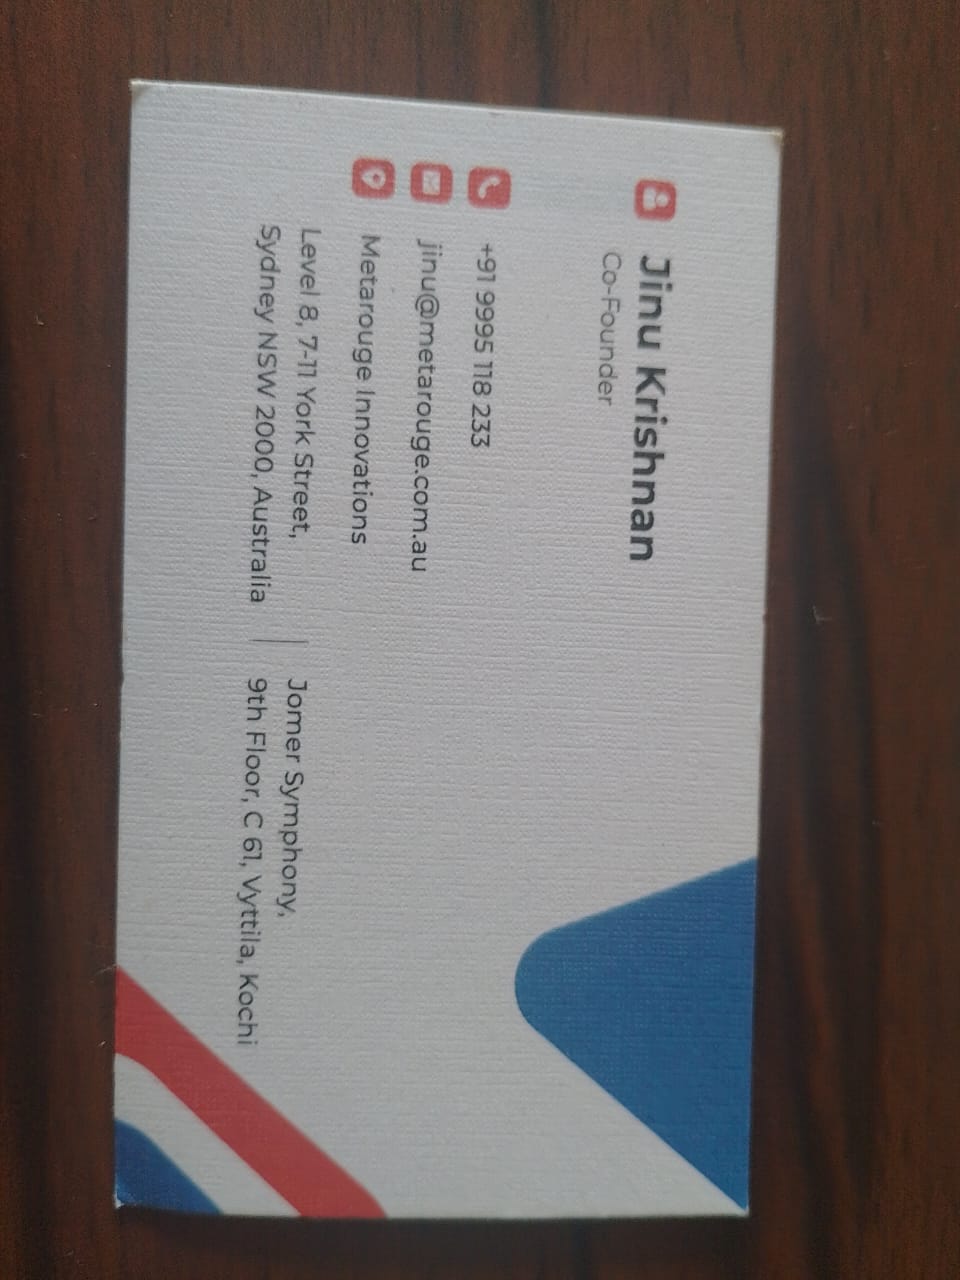 Jinu Krishnan
Co-Founder
+91 9995 118 233
jinu@metarouge.com.au
Metarouge Innovations
Level 8, 7-11 York Street,
Sydney NSW 2000, Australia
Jomer Symphony,
9th Floor, C 61, Vyttila, Kochi